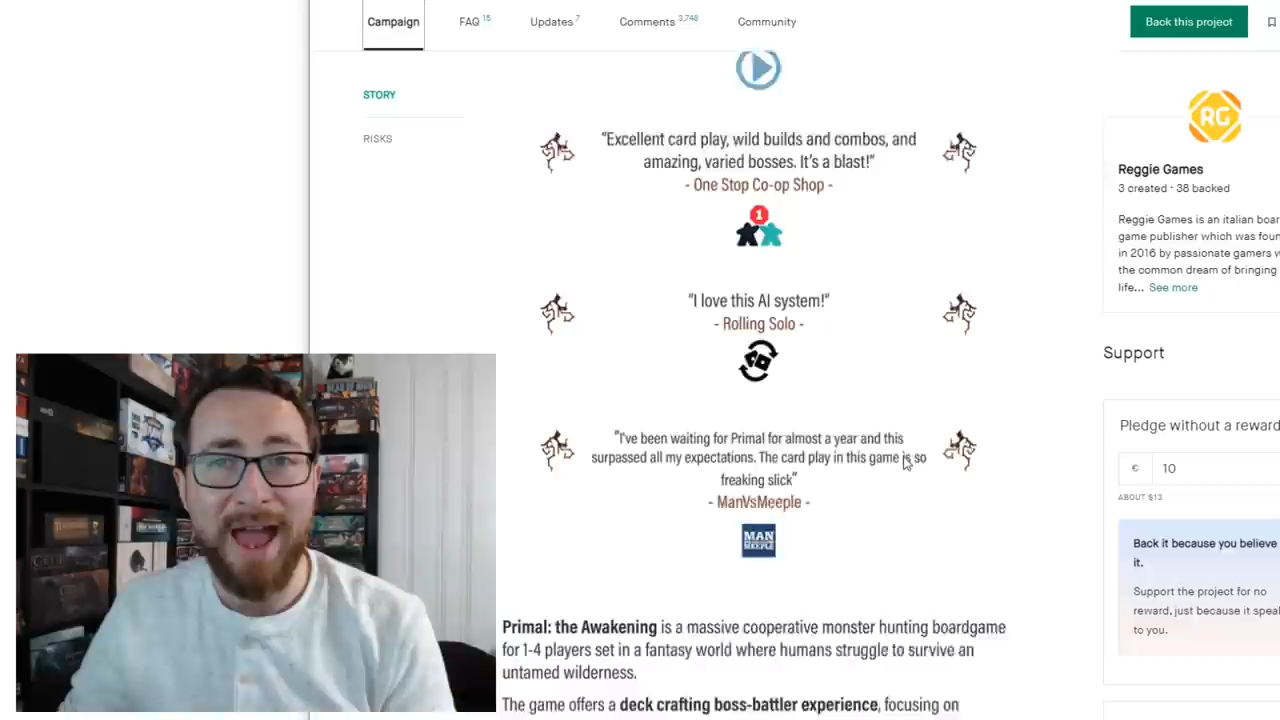 Campaign
FAQ 15
Updates 7
Comments 3,748
Community
Back this project
STORY
RISKS
“Excellent card play, wild builds and combos, and
amazing, varied bosses. It’s a blast!”
- One Stop Co-op Shop -
1
“I love this AI system!”
- Rolling Solo -
“I’ve been waiting for Primal for almost a year and this
surpassed all my expectations. The card play in this game is so
freaking slick”
- ManVsMeeple -
MAN
MEEPLE
Primal: the Awakening is a massive cooperative monster hunting boardgame
for 1-4 players set in a fantasy world where humans struggle to survive an
untamed wilderness.
The game offers a deck crafting boss-battler experience, focusing on
RG
Reggie Games
3 created · 38 backed
Reggie Games is an italian boar
game publisher which was foun
in 2016 by passionate gamers w
the common dream of bringing
life... See more
Support
Pledge without a reward
€ 10
ABOUT $13
Back it because you believe
it.
Support the project for no
reward, just because it speal
to you.